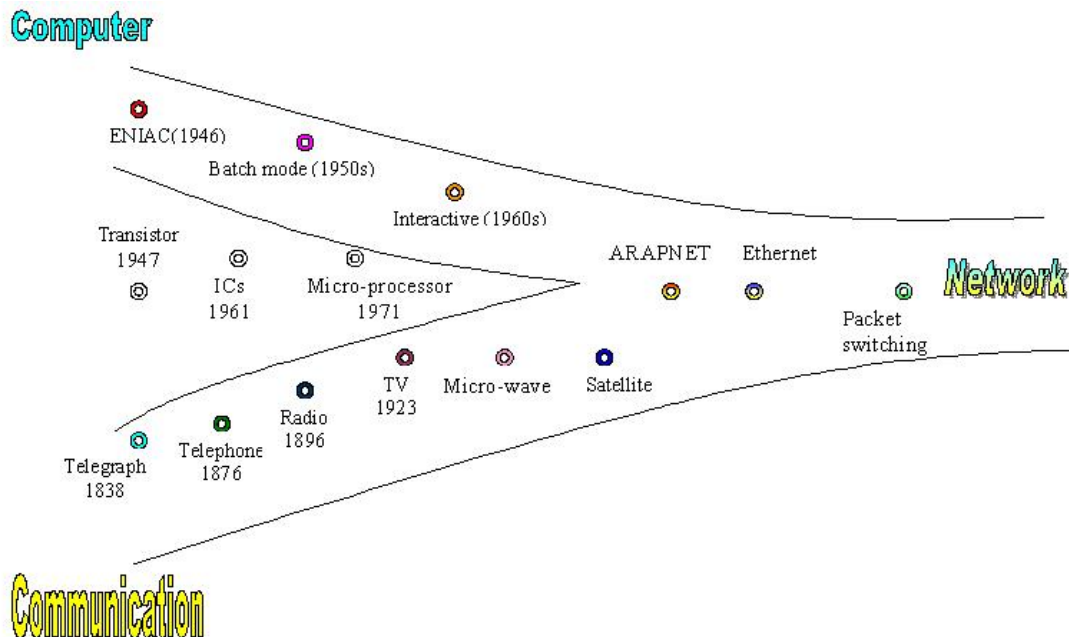 Computer
ENIAC(1946)
Batch mode (1950s)
Interactive (1960s)
Transistor
1947
ICs
1961
Micro-processor
1971
ARAPNET
Ethernet
Network
Packet
switching
TV
1923
Micro-wave
Satellite
Radio
1896
Telephone
1876
Telegraph
1838
Communication